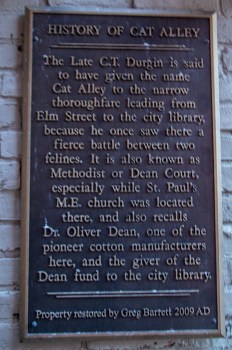 HISTORY OF CAT ALLEY
The Late C.T. Durgin is said
to have given the name
Cat Alley to the narrow
thoroughfare leading from
Elm Street to the city library,
because he once saw there a
fierce battle between two
felines. It is also known as
Methodist or Dean Court,
especially while St. Paul's
M.E. church was located
there, and also recalls
Dr. Oliver Dean, one of the
pioneer cotton manufacturers
here, and the giver of the
Dean fund to the city library.
Property restored by Greg Barrett 2009 AD